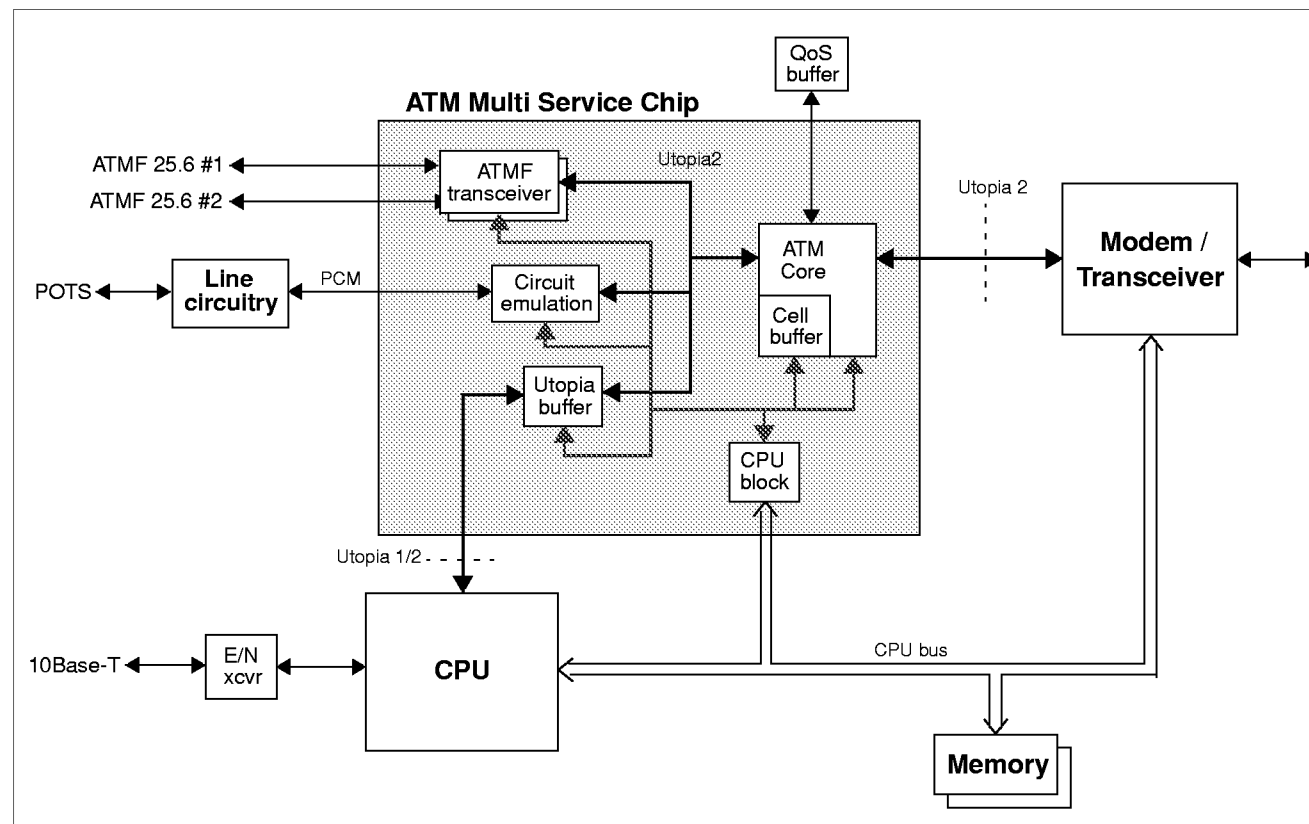 QoS
buffer
ATM Multi Service Chip
ATMF 25.6 #1
ATMF 25.6 #2
ATMF
transceiver
Utopia2
Utopia 2
ATM
Core
Cell
buffer
Modem /
Transceiver
POTS
Line
circuitry
PCM
Circuit
emulation
Utopia
buffer
CPU
block
Utopia 1/2
10Base-T
E/N
xcvr
CPU
CPU bus
Memory